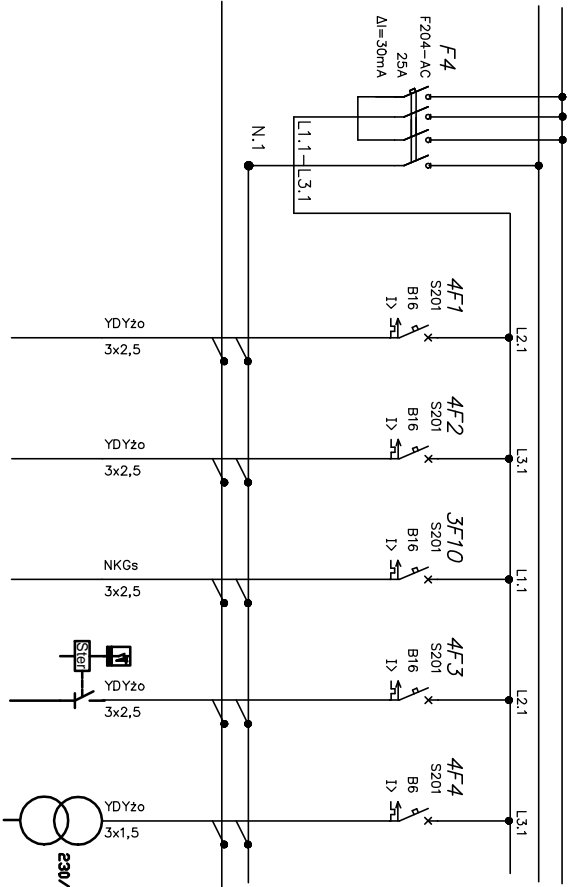 F4
F204-AC
25A
ΔI=30mA
L1.1-L3.1
N.1
4F1
S201
B16
I>
L2.1
YDYżo
3x2,5
4F2
S201
B16
I>
L3.1
YDYżo
3x2,5
3F10
S201
B16
I>
L1.1
NKGs
3x2,5
4F3
S201
B16
I>
L2.1
YDYżo
3x2,5
Ster
4F4
S201
B6
I>
L3.1
YDYżo
3x1,5
230/